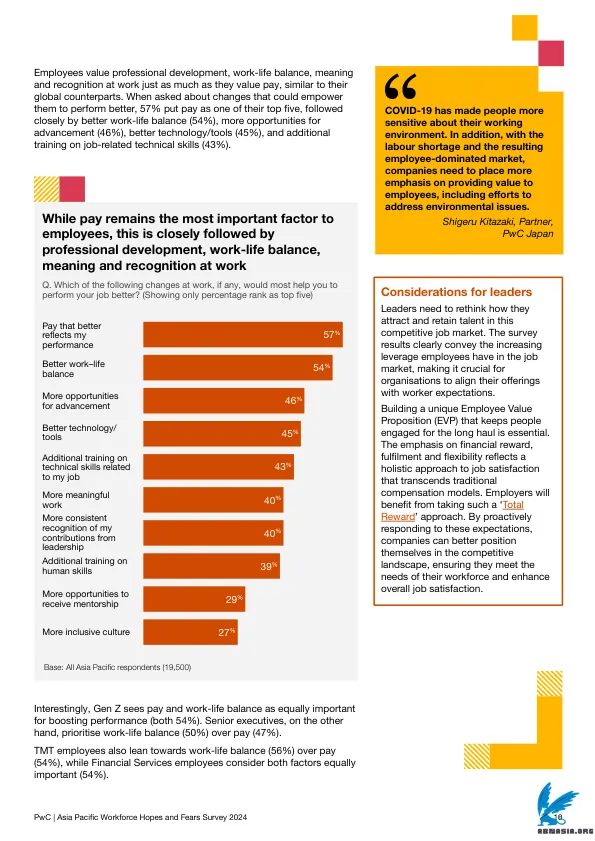 Employees value professional development, work-life balance, meaning
and recognition at work just as much as they value pay, similar to their
global counterparts. When asked about changes that could empower
them to perform better, 57% put pay as one of their top five, followed
closely by better work-life balance (54%), more opportunities for
advancement (46%), better technology/tools (45%), and additional
training on job-related technical skills (43%).
While pay remains the most important factor to
employees, this is closely followed by
professional development, work-life balance,
meaning and recognition at work
Q. Which of the following changes at work, if any, would most help you to
perform your job better? (Showing only percentage rank as top five)
Pay that better
reflects my
performance
57%
Better work–life
balance
54%
More opportunities
for advancement
46%
Better technology/
tools
45%
Additional training on
technical skills related
to my job
43%
More meaningful
work
40%
More consistent
recognition of my
contributions from
leadership
40%
Additional training on
human skills
39%
More opportunities to
receive mentorship
29%
More inclusive culture
27%
Base: All Asia Pacific respondents (19,500)
Interestingly, Gen Z sees pay and work-life balance as equally important
for boosting performance (both 54%). Senior executives, on the other
hand, prioritise work-life balance (50%) over pay (47%).
TMT employees also lean towards work-life balance (56%) over pay
(54%), while Financial Services employees consider both factors equally
important (54%).
“
COVID-19 has made people more
sensitive about their working
environment. In addition, with the
labour shortage and the resulting
employee-dominated market,
companies need to place more
emphasis on providing value to
employees, including efforts to
address environmental issues.
Shigeru Kitazaki, Partner,
PwC Japan
Considerations for leaders
Leaders need to rethink how they
attract and retain talent in this
competitive job market. The survey
results clearly convey the increasing
leverage employees have in the job
market, making it crucial for
organisations to align their offerings
with worker expectations.
Building a unique Employee Value
Proposition (EVP) that keeps people
engaged for the long haul is essential.
The emphasis on financial reward,
fulfilment and flexibility reflects a
holistic approach to job satisfaction
that transcends traditional
compensation models. Employers will
benefit from taking such a ‘Total
Reward’ approach. By proactively
responding to these expectations,
companies can better position
themselves in the competitive
landscape, ensuring they meet the
needs of their workforce and enhance
overall job satisfaction.
PwC | Asia Pacific Workforce Hopes and Fears Survey 2024
ABNASIA.ORG